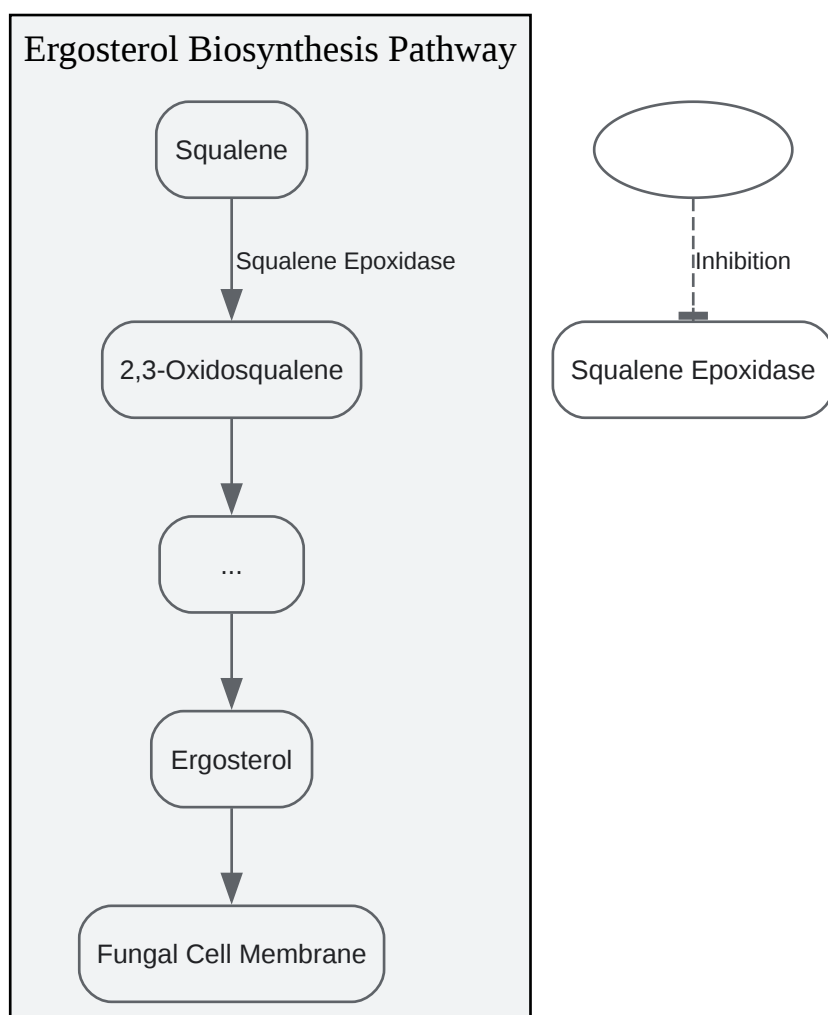 Ergosterol Biosynthesis Pathway
Squalene
Squalene Epoxidase
Inhibition
2,3-Oxidosqualene
Squalene Epoxidase
...
Ergosterol
Fungal Cell Membrane